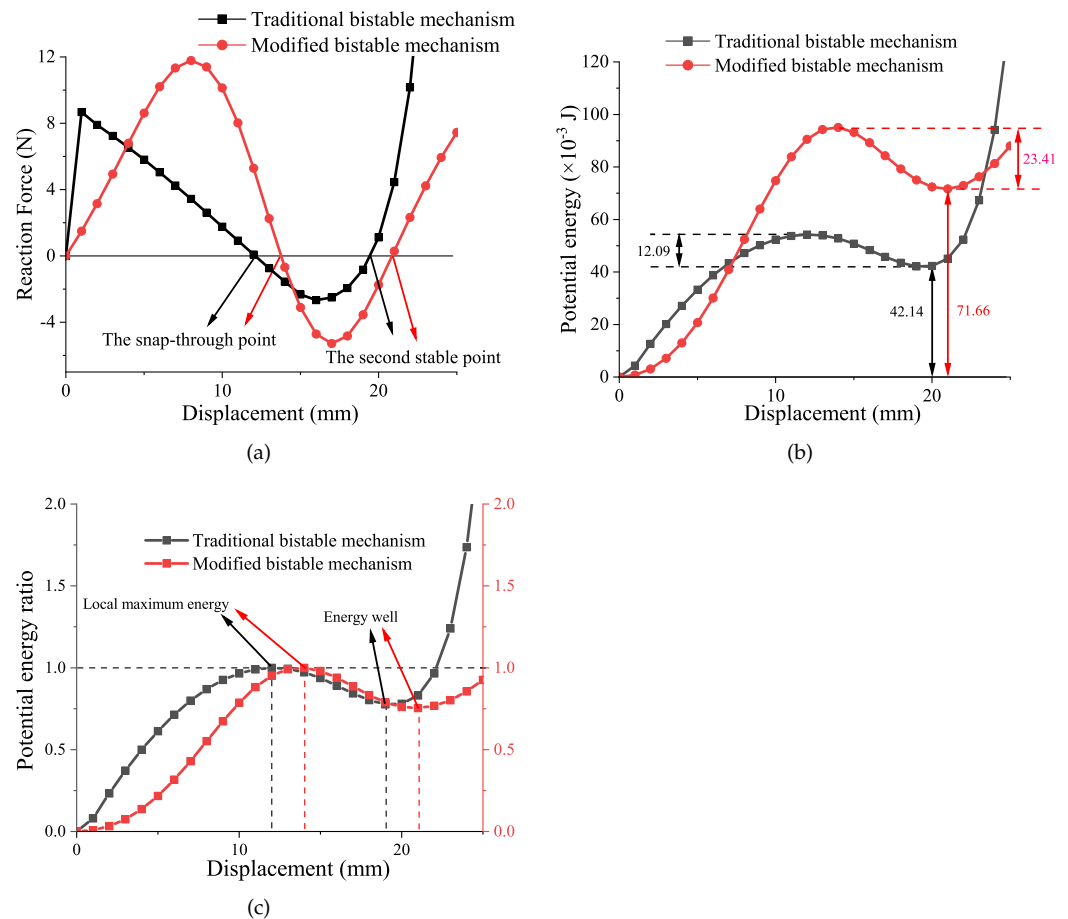 Traditional bistable mechanism
Modified bistable mechanism
Reaction Force (N)
12
8
4
0
-4
The snap-through point
The second stable point
0
10
20
Displacement (mm)
(a)
Traditional bistable mechanism
Modified bistable mechanism
Potential energy (×10⁻³ J)
120
100
80
60
40
20
0
23.41
12.09
42.14
71.66
0
10
20
Displacement (mm)
(b)
Traditional bistable mechanism
Modified bistable mechanism
Potential energy ratio
2.0
1.5
1.0
0.5
0.0
Local maximum energy
Energy well
2.0
1.5
1.0
0.5
0.0
0
10
20
Displacement (mm)
(c)